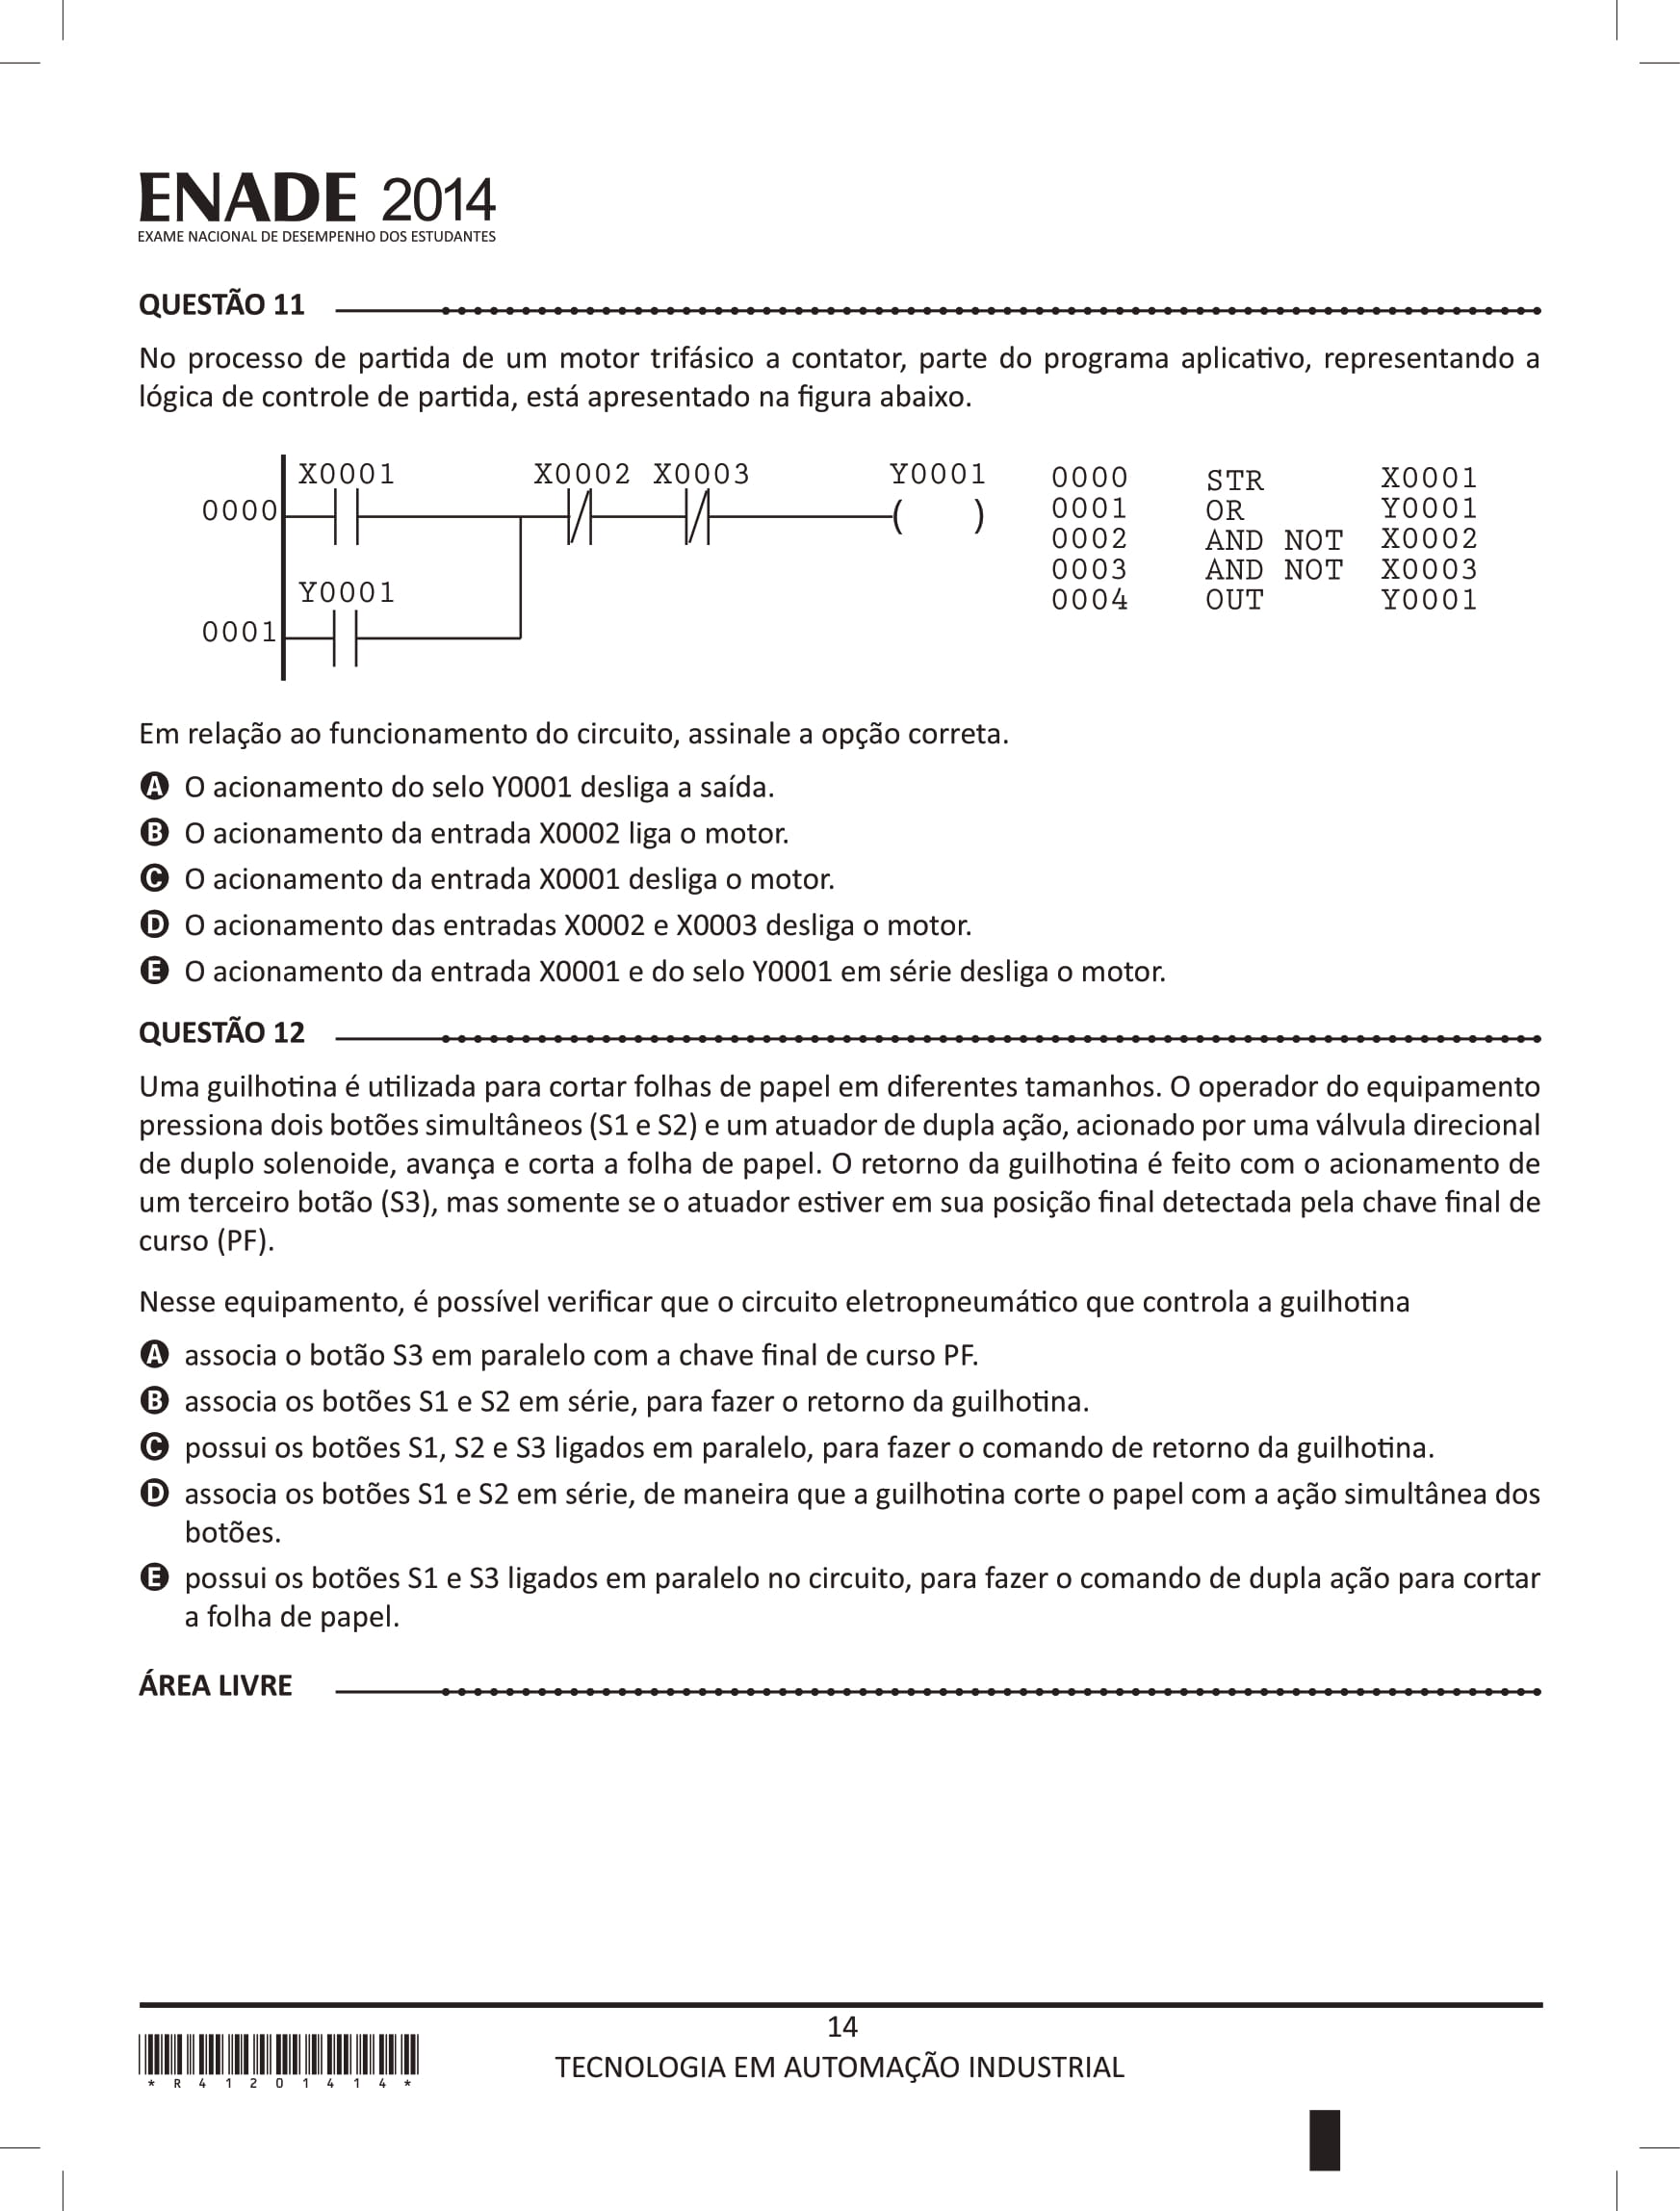 ENADE 2014
EXAME NACIONAL DE DESEMPENHO DOS ESTUDANTES
QUESTÃO 11
No processo de partida de um motor trifásico a contator, parte do programa aplicativo, representando a
lógica de controle de partida, está apresentado na figura abaixo.
X0001 X0002 X0003 Y0001
0000
Y0001
0001
0000 STR X0001
0001 OR Y0001
0002 AND NOT X0002
0003 AND NOT X0003
0004 OUT Y0001
Em relação ao funcionamento do circuito, assinale a opção correta.
A O acionamento do selo Y0001 desliga a saída.
B O acionamento da entrada X0002 liga o motor.
C O acionamento da entrada X0001 desliga o motor.
D O acionamento das entradas X0002 e X0003 desliga o motor.
E O acionamento da entrada X0001 e do selo Y0001 em série desliga o motor.
QUESTÃO 12
Uma guilhotina é utilizada para cortar folhas de papel em diferentes tamanhos. O operador do equipamento
pressiona dois botões simultâneos (S1 e S2) e um atuador de dupla ação, acionado por uma válvula direcional
de duplo solenoide, avança e corta a folha de papel. O retorno da guilhotina é feito com o acionamento de
um terceiro botão (S3), mas somente se o atuador estiver em sua posição final detectada pela chave final de
curso (PF).
Nesse equipamento, é possível verificar que o circuito eletropneumático que controla a guilhotina
A associa o botão S3 em paralelo com a chave final de curso PF.
B associa os botões S1 e S2 em série, para fazer o retorno da guilhotina.
C possui os botões S1, S2 e S3 ligados em paralelo, para fazer o comando de retorno da guilhotina.
D associa os botões S1 e S2 em série, de maneira que a guilhotina corte o papel com a ação simultânea dos
botões.
E possui os botões S1 e S3 ligados em paralelo no circuito, para fazer o comando de dupla ação para cortar
a folha de papel.
ÁREA LIVRE
14
TECNOLOGIA EM AUTOMAÇÃO INDUSTRIAL
* R 4 1 2 0 1 4 1 4 *